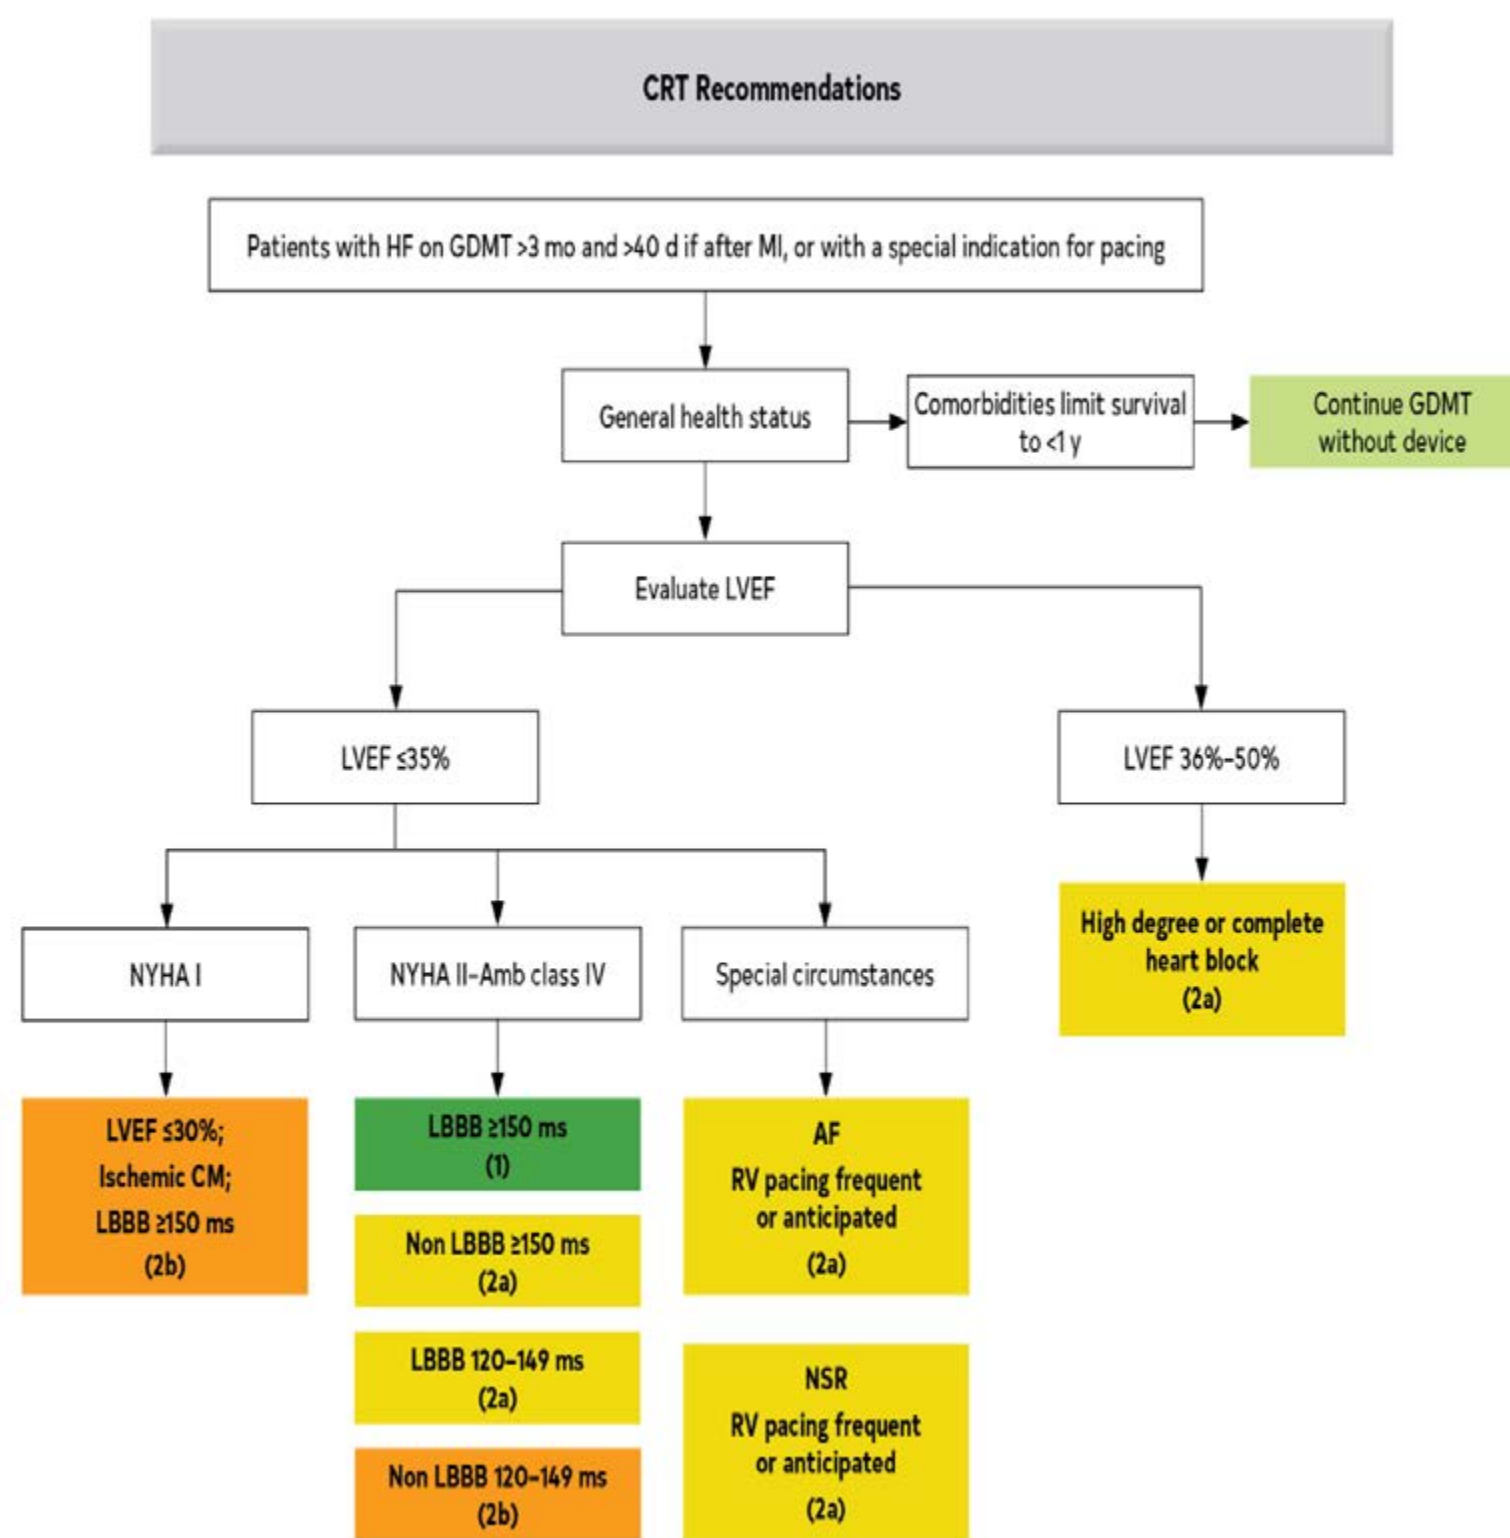 CRT Recommendations
Patients with HF on GDMT >3 mo and >40 d if after MI, or with a special indication for pacing
General health status
Comorbidities limit survival
to <1 y
Continue GDMT
without device
Evaluate LVEF
LVEF ≤35%
LVEF 36%–50%
NYHA I
NYHA II–Amb class IV
Special circumstances
High degree or complete
heart block
(2a)
LVEF ≤30%;
Ischemic CM;
LBBB ≥150 ms
(2b)
LBBB ≥150 ms
(1)
Non LBBB ≥150 ms
(2a)
LBBB 120–149 ms
(2a)
Non LBBB 120–149 ms
(2b)
AF
RV pacing frequent
or anticipated
(2a)
NSR
RV pacing frequent
or anticipated
(2a)